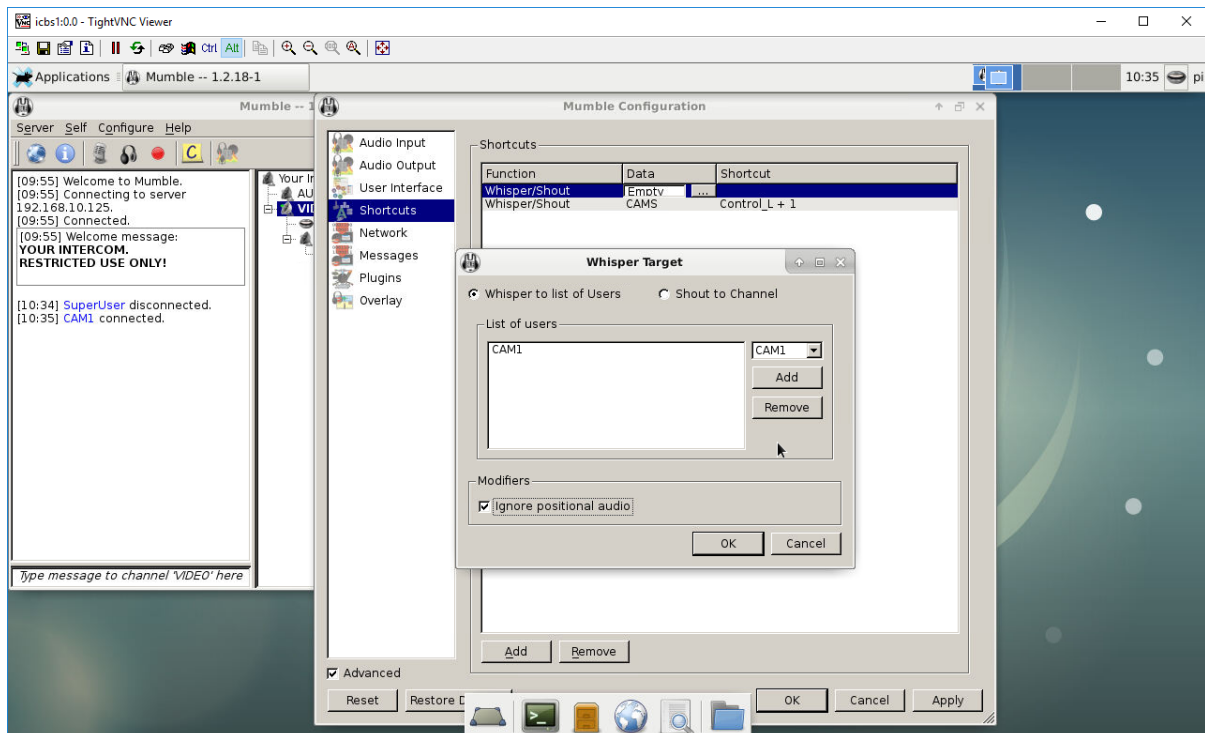 icbs1:0.0 - TightVNC Viewer
Ctrl Alt
Applications Mumble -- 1.2.18-1 10:35 pi
Mumble -- 1
Server Self Configure Help
C
[09:55] Welcome to Mumble.
[09:55] Connecting to server
192.168.10.125.
[09:55] Connected.
[09:55] Welcome message:
YOUR INTERCOM.
RESTRICTED USE ONLY!
[10:34] SuperUser disconnected.
[10:35] CAM1 connected.
Type message to channel 'VIDEO' here
Your Ir
AU
VII
Mumble Configuration
Audio Input
Audio Output
User Interface
Shortcuts
Network
Messages
Plugins
Overlay
Shortcuts
Function Data Shortcut
Whisper/Shout Empty ...
Whisper/Shout CAMS Control_L + 1
Whisper Target
Whisper to list of Users Shout to Channel
List of users
CAM1 CAM1
Add
Remove
Modifiers
Ignore positional audio
OK Cancel
Add Remove
Advanced
Reset Restore D OK Cancel Apply